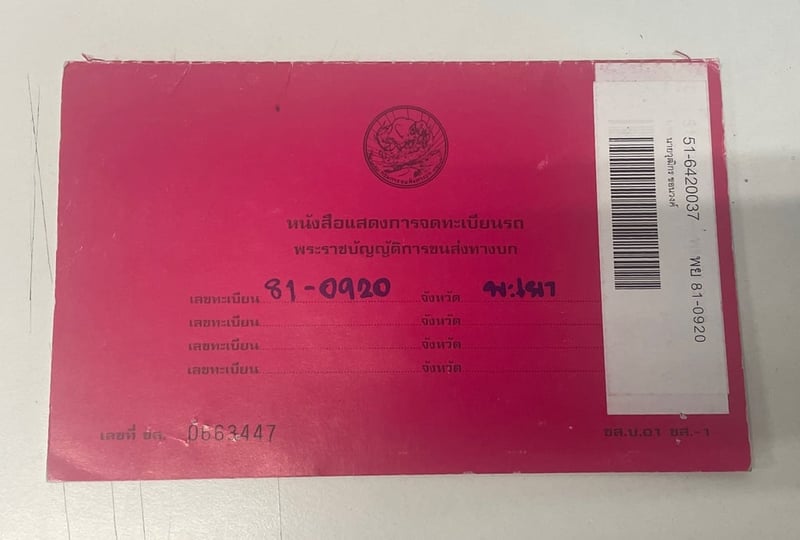 หนังสือแสดงการจดทะเบียนรถ
พระราชบัญญัติการขนส่งทางบก
เลขทะเบียน 81-0920 จังหวัด พะเยา
เลขทะเบียน จังหวัด
เลขทะเบียน จังหวัด
เลขทะเบียน จังหวัด
เลขที่ ขส. 0663447
ขส.บ.01 ขส.-1
51-6420037 พย 81-0920